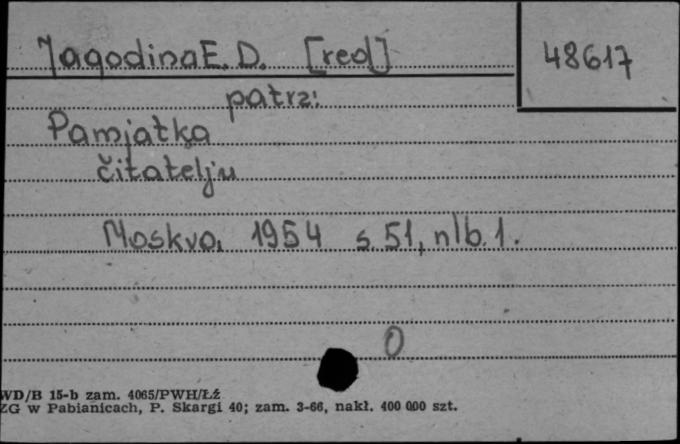 Jagodina E. D. [red]
48617
patrz:
Pamjatka
čitatelju
Moskva, 1954 s. 51, nlb. 1.
0
WD/B 15-b zam. 4065/PWH/Łź
ZG w Pabianicach, P. Skargi 40; zam. 3-66, nakł. 400 000 szt.